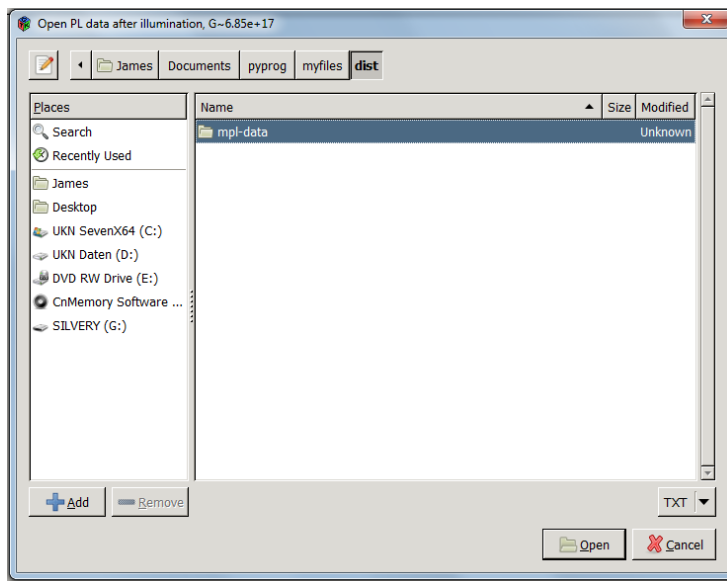 Open PL data after illumination, G~6.85e+17
James Documents pyprog myfiles dist
Places
Name Size Modified
Search
mpl-data Unknown
Recently Used
James
Desktop
UKN SevenX64 (C:)
UKN Daten (D:)
DVD RW Drive (E:)
CnMemory Software ...
SILVERY (G:)
Add Remove TXT
Open Cancel